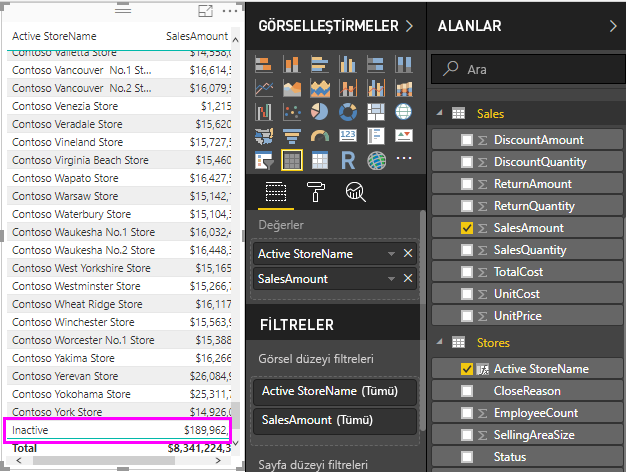 Active StoreName SalesAmount
Contoso Valletta Store $14,558,0
Contoso Vancouver No.1 St... $16,614,5
Contoso Vancouver No.2 St... $16,079,5
Contoso Venezia Store $1,215
Contoso Veradale Store $15,620
Contoso Vineland Store $15,727,5
Contoso Virginia Beach Store $15,460
Contoso Wapato Store $16,427,5
Contoso Warsaw Store $15,142,1
Contoso Waterbury Store $15,104,3
Contoso Waukesha No.1 Store $16,032,4
Contoso Waukesha No.2 Store $16,448,3
Contoso West Yorkshire Store $15,165
Contoso Westminster Store $15,266,7
Contoso Wheat Ridge Store $16,117
Contoso Winchester Store $15,563,9
Contoso Worcester No.1 Store $15,388
Contoso Yakima Store $16,266
Contoso Yerevan Store $26,084,9
Contoso Yokohama Store $25,311,7
Contoso York Store $14,926,0
Inactive $189,962,
Total $8,341,224,3
GÖRSELLEŞTİRMELER
123
R
Değerler
Active StoreName
SalesAmount
FİLTRELER
Görsel düzeyi filtreleri
Active StoreName (Tümü)
SalesAmount (Tümü)
Sayfa düzeyi filtreleri
ALANLAR
Ara
Sales
DiscountAmount
DiscountQuantity
ReturnAmount
ReturnQuantity
SalesAmount
SalesQuantity
TotalCost
UnitCost
UnitPrice
Stores
Active StoreName
CloseReason
EmployeeCount
SellingAreaSize
Status